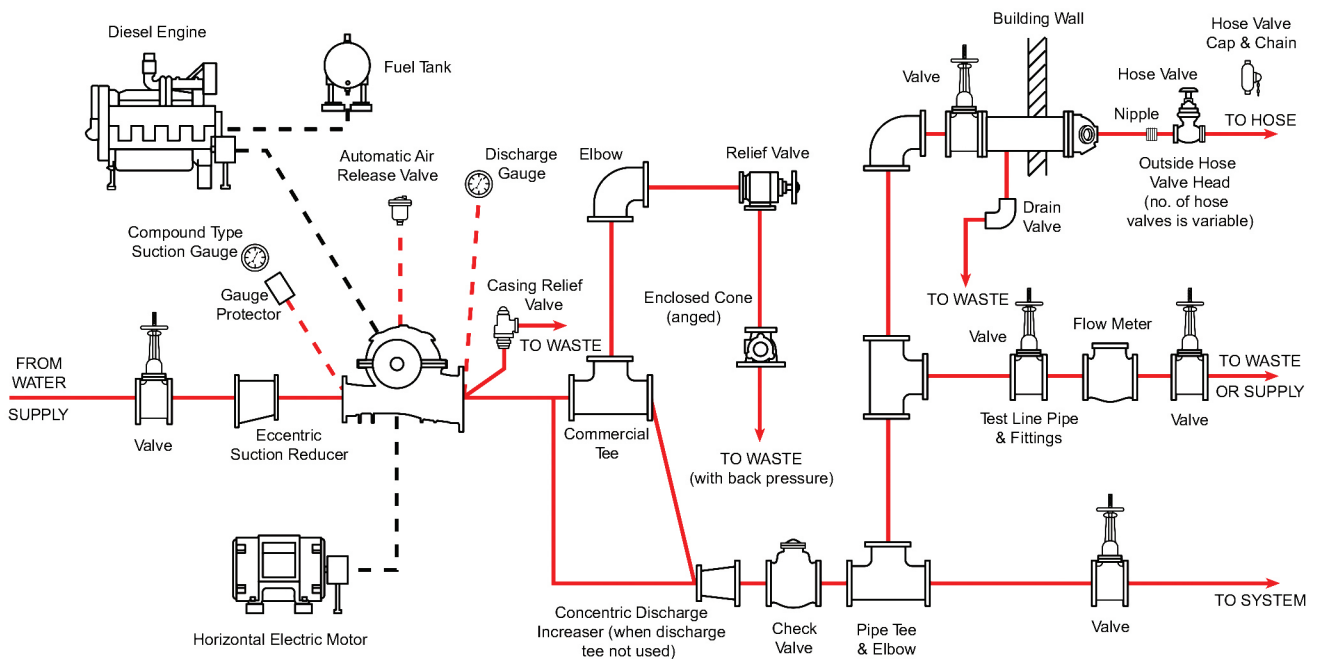 Diesel Engine
Fuel Tank
Building Wall
Hose Valve
Cap & Chain
Valve
Hose Valve
Nipple
TO HOSE
Outside Hose
Valve Head
(no. of hose
valves is variable)
Drain
Valve
TO WASTE
Automatic Air
Release Valve
Discharge
Gauge
Elbow
Relief Valve
Compound Type
Suction Gauge
Gauge
Protector
Casing Relief
Valve
TO WASTE
Enclosed Cone
(anged)
Valve
Flow Meter
TO WASTE
OR SUPPLY
Test Line Pipe
& Fittings
Valve
FROM
WATER
SUPPLY
Valve
Eccentric
Suction Reducer
Commercial
Tee
TO WASTE
(with back pressure)
Horizontal Electric Motor
Concentric Discharge
Increaser (when discharge
tee not used)
Check
Valve
Pipe Tee
& Elbow
Valve
TO SYSTEM